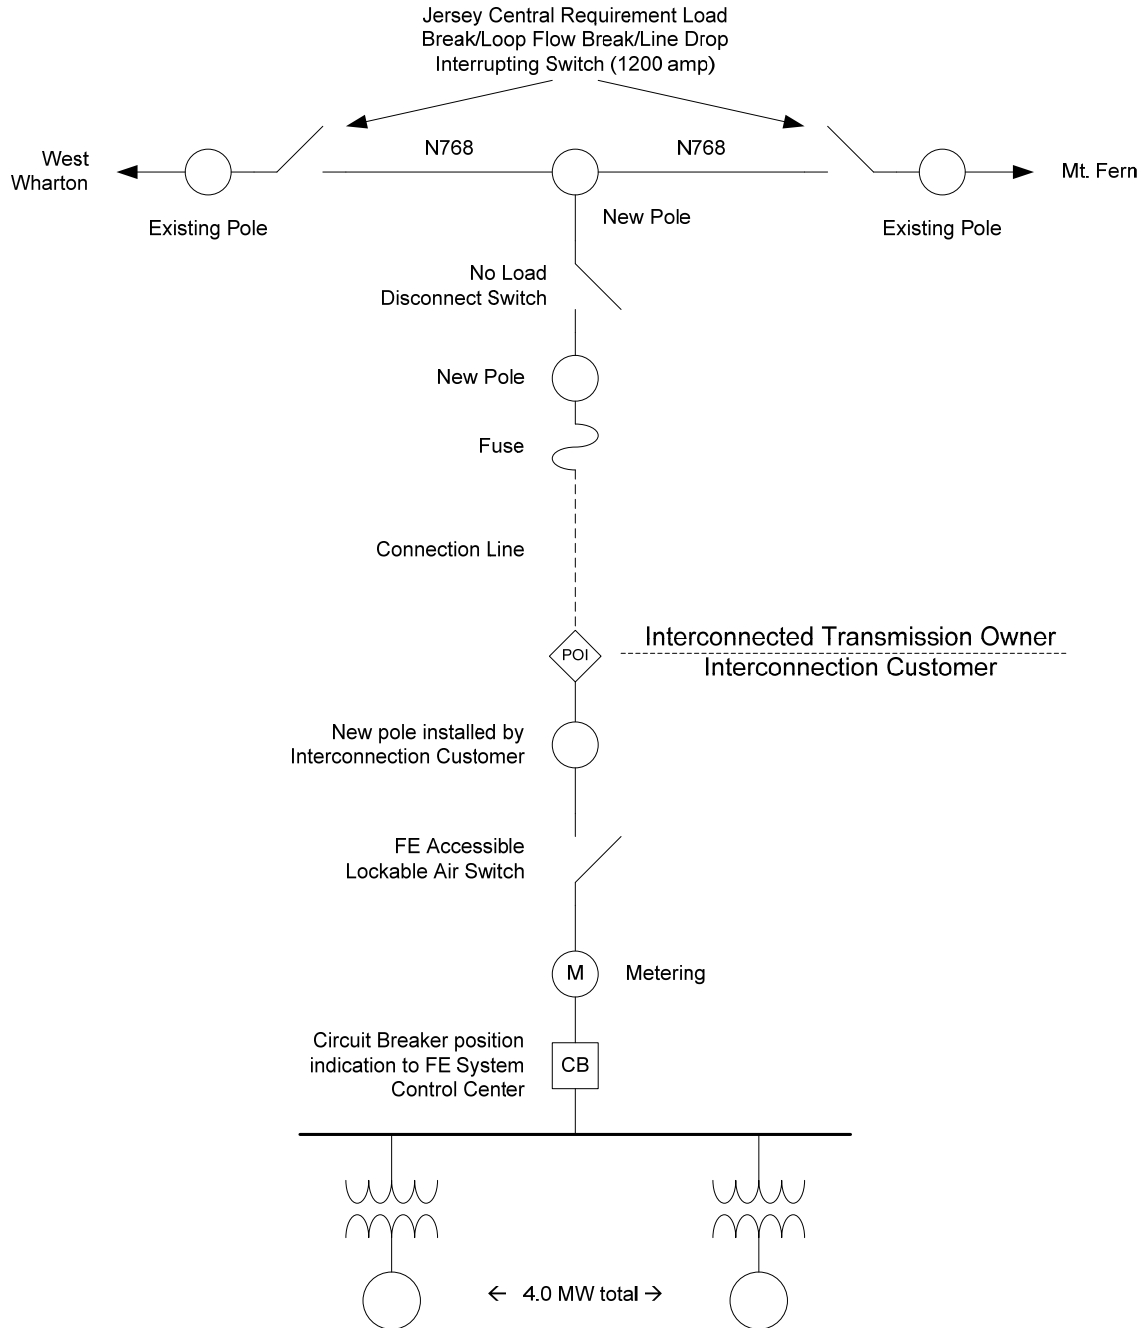 Jersey Central Requirement Load
Break/Loop Flow Break/Line Drop
Interrupting Switch (1200 amp)
N768
N768
West
Wharton
Mt. Fern
Existing Pole
New Pole
Existing Pole
No Load
Disconnect Switch
New Pole
Fuse
Connection Line
Interconnected Transmission Owner
POI
Interconnection Customer
New pole installed by
Interconnection Customer
FE Accessible
Lockable Air Switch
M
Metering
Circuit Breaker position
indication to FE System
Control Center
CB
← 4.0 MW total →